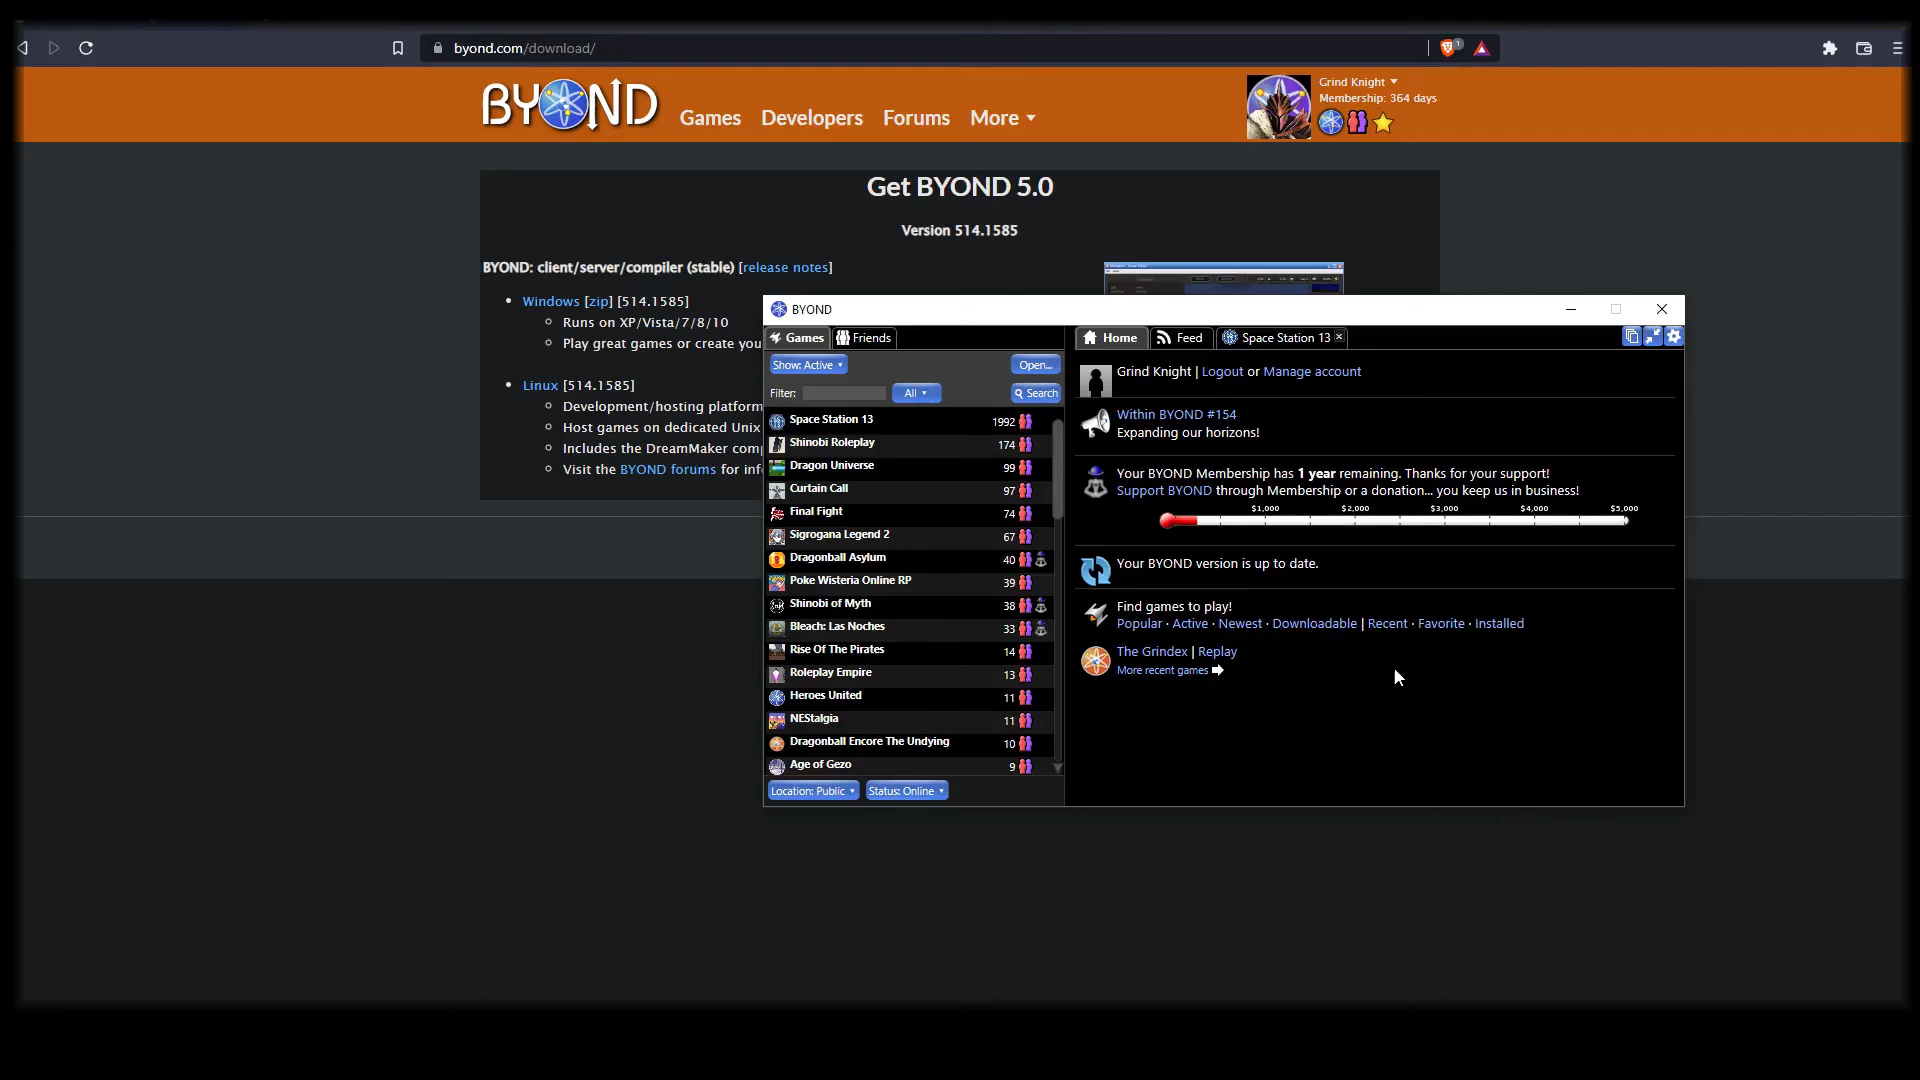 byond.com/download/
1
BYOND
Games
Developers
Forums
More
Grind Knight
Membership: 364 days
Get BYOND 5.0
Version 514.1585
BYOND: client/server/compiler (stable) [release notes]
Windows [zip] [514.1585]
Runs on XP/Vista/7/8/10
Play great games or create you
Linux [514.1585]
Development/hosting platform
Host games on dedicated Unix
Includes the DreamMaker com
Visit the BYOND forums for inf
BYOND
Games
Friends
Show: Active
Open...
Filter:
All
Search
Space Station 13 1992
Shinobi Roleplay 174
Dragon Universe 99
Curtain Call 97
Final Fight 74
Sigrogana Legend 2 67
Dragonball Asylum 40
Poke Wisteria Online RP 39
Shinobi of Myth 38
Bleach: Las Noches 33
Rise Of The Pirates 14
Roleplay Empire 13
Heroes United 11
NEStalgia 11
Dragonball Encore The Undying 10
Age of Gezo 9
Location: Public
Status: Online
Home
Feed
Space Station 13
Grind Knight | Logout or Manage account
Within BYOND #154
Expanding our horizons!
Your BYOND Membership has 1 year remaining. Thanks for your support!
Support BYOND through Membership or a donation... you keep us in business!
$1,000 $2,000 $3,000 $4,000 $5,000
Your BYOND version is up to date.
Find games to play!
Popular · Active · Newest · Downloadable | Recent · Favorite · Installed
The Grindex | Replay
More recent games